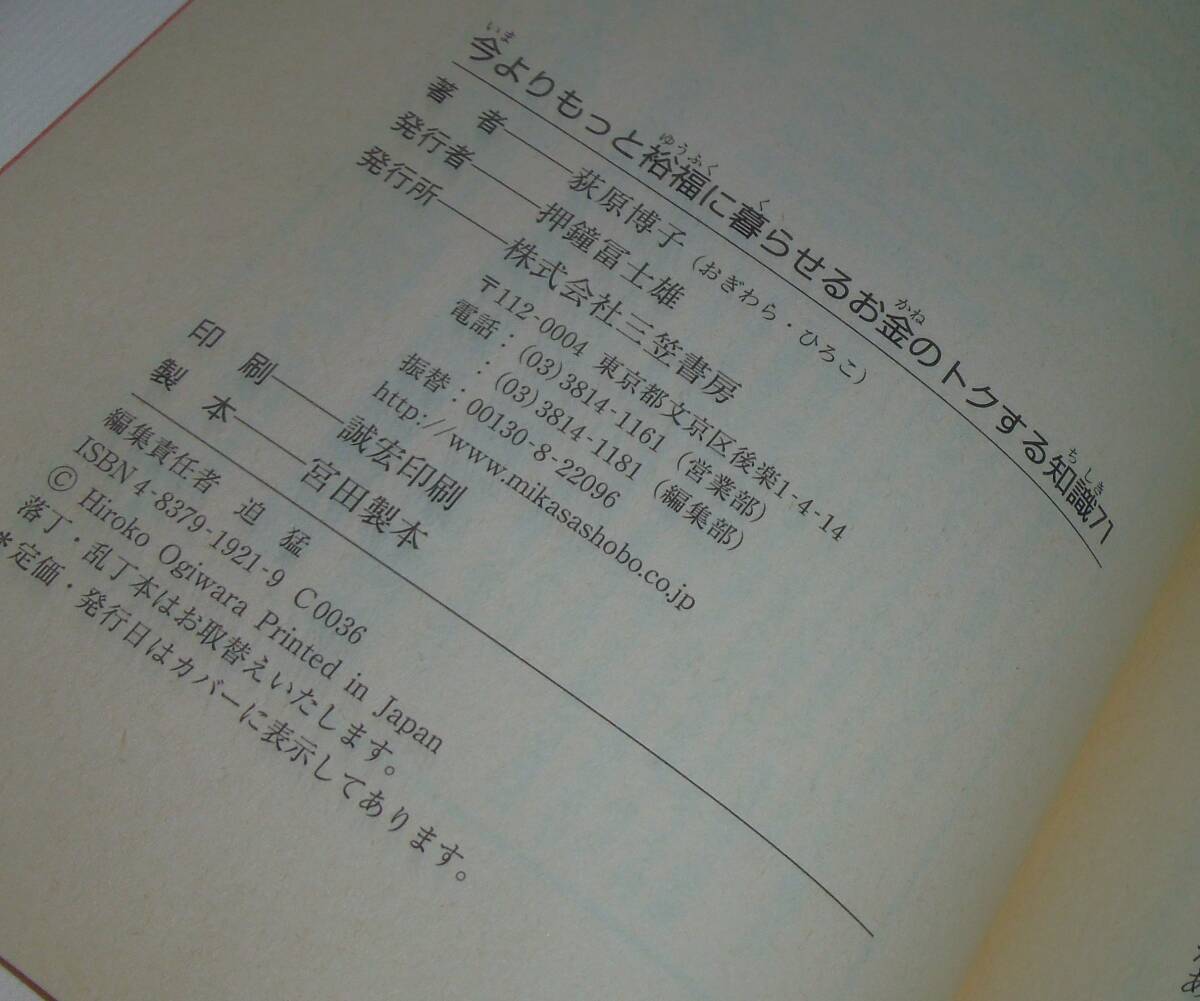 今よりもっと裕福に暮らせるお金のトクする知識71
著 者――荻原博子（おぎわら・ひろこ）
発行者――押鐘冨士雄
発行所――株式会社三笠書房
〒112-0004 東京都文京区後楽1-4-14
電話：(03)3814-1161（営業部）
：(03)3814-1181（編集部）
振替：00130-8-22096
http://www.mikasashobo.co.jp
印 刷――誠宏印刷
製 本――宮田製本
編集責任者 迫 猛
ISBN4-8379-1921-9 C0036
© Hiroko Ogiwara Printed in Japan
落丁・乱丁本はお取替えいたします。
*定価・発行日はカバーに表示してあります。